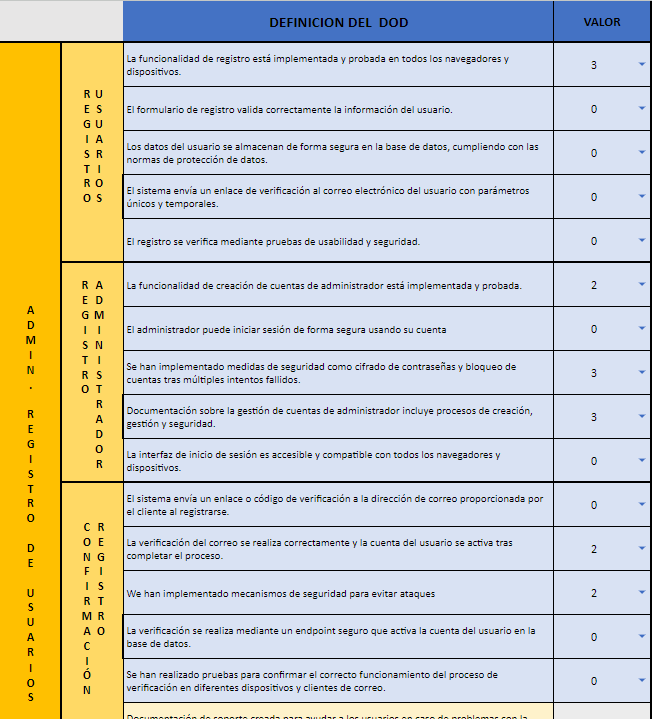 DEFINICION DEL DOD
VALOR
ADMIN. REGISTRO DE USUARIOS
REGISTRO USUARIOS
La funcionalidad de registro está implementada y probada en todos los navegadores y
dispositivos.
3
El formulario de registro valida correctamente la información del usuario.
0
Los datos del usuario se almacenan de forma segura en la base de datos, cumpliendo con las
normas de protección de datos.
0
El sistema envía un enlace de verificación al correo electrónico del usuario con parámetros
únicos y temporales.
0
El registro se verifica mediante pruebas de usabilidad y seguridad.
0
REGISTRO ADMINISTRADOR
La funcionalidad de creación de cuentas de administrador está implementada y probada.
2
El administrador puede iniciar sesión de forma segura usando su cuenta
0
Se han implementado medidas de seguridad como cifrado de contraseñas y bloqueo de
cuentas tras múltiples intentos fallidos.
3
Documentación sobre la gestión de cuentas de administrador incluye procesos de creación,
gestión y seguridad.
3
La interfaz de inicio de sesión es accesible y compatible con todos los navegadores y
dispositivos.
0
CONFIRMACIÓN REGISTRO
El sistema envía un enlace o código de verificación a la dirección de correo proporcionada por
el cliente al registrarse.
0
La verificación del correo se realiza correctamente y la cuenta del usuario se activa tras
completar el proceso.
2
We han implementado mecanismos de seguridad para evitar ataques
2
La verificación se realiza mediante un endpoint seguro que activa la cuenta del usuario en la
base de datos.
0
Se han realizado pruebas para confirmar el correcto funcionamiento del proceso de
verificación en diferentes dispositivos y clientes de correo.
0
Documentación de soporte creada para ayudar a los usuarios en caso de problemas con la